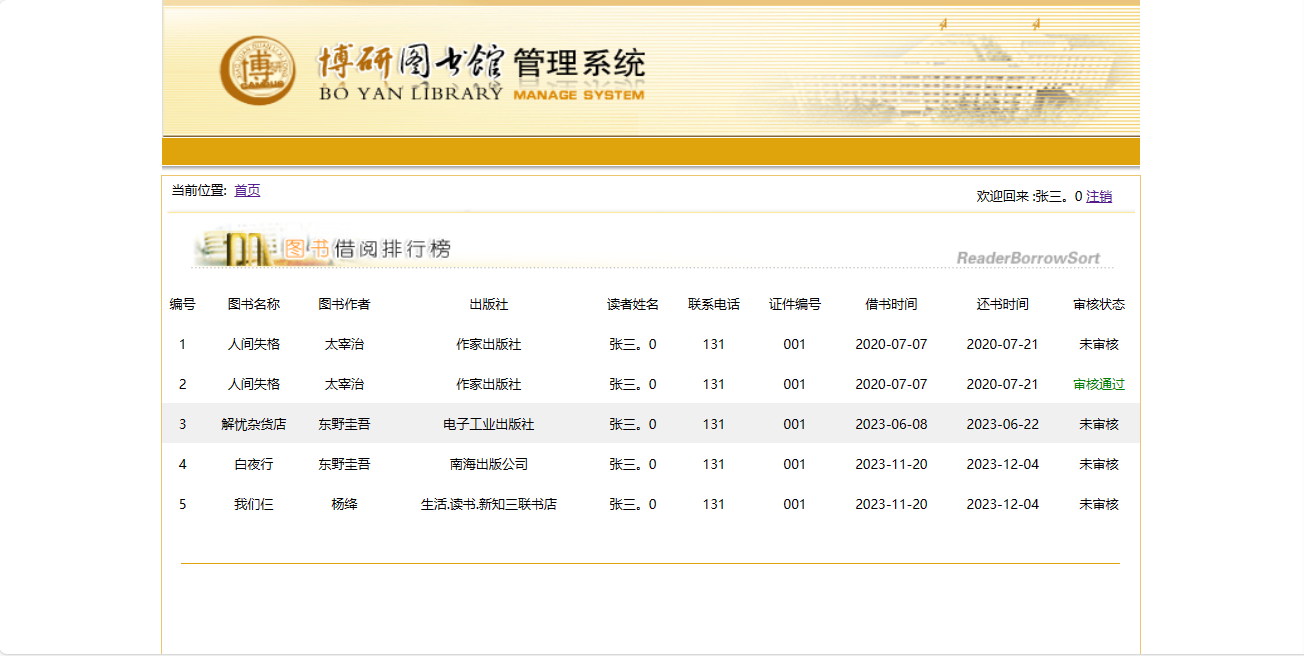 博研图书馆 管理系统
BO YAN LIBRARY MANAGE SYSTEM
当前位置: 首页
欢迎回来 :张三。0 注销
图书借阅排行榜
ReaderBorrowSort
编号 图书名称 图书作者 出版社 读者姓名 联系电话 证件编号 借书时间 还书时间 审核状态
1 人间失格 太宰治 作家出版社 张三。0 131 001 2020-07-07 2020-07-21 未审核
2 人间失格 太宰治 作家出版社 张三。0 131 001 2020-07-07 2020-07-21 审核通过
3 解忧杂货店 东野圭吾 电子工业出版社 张三。0 131 001 2023-06-08 2023-06-22 未审核
4 白夜行 东野圭吾 南海出版公司 张三。0 131 001 2023-11-20 2023-12-04 未审核
5 我们仨 杨绛 生活.读书.新知三联书店 张三。0 131 001 2023-11-20 2023-12-04 未审核